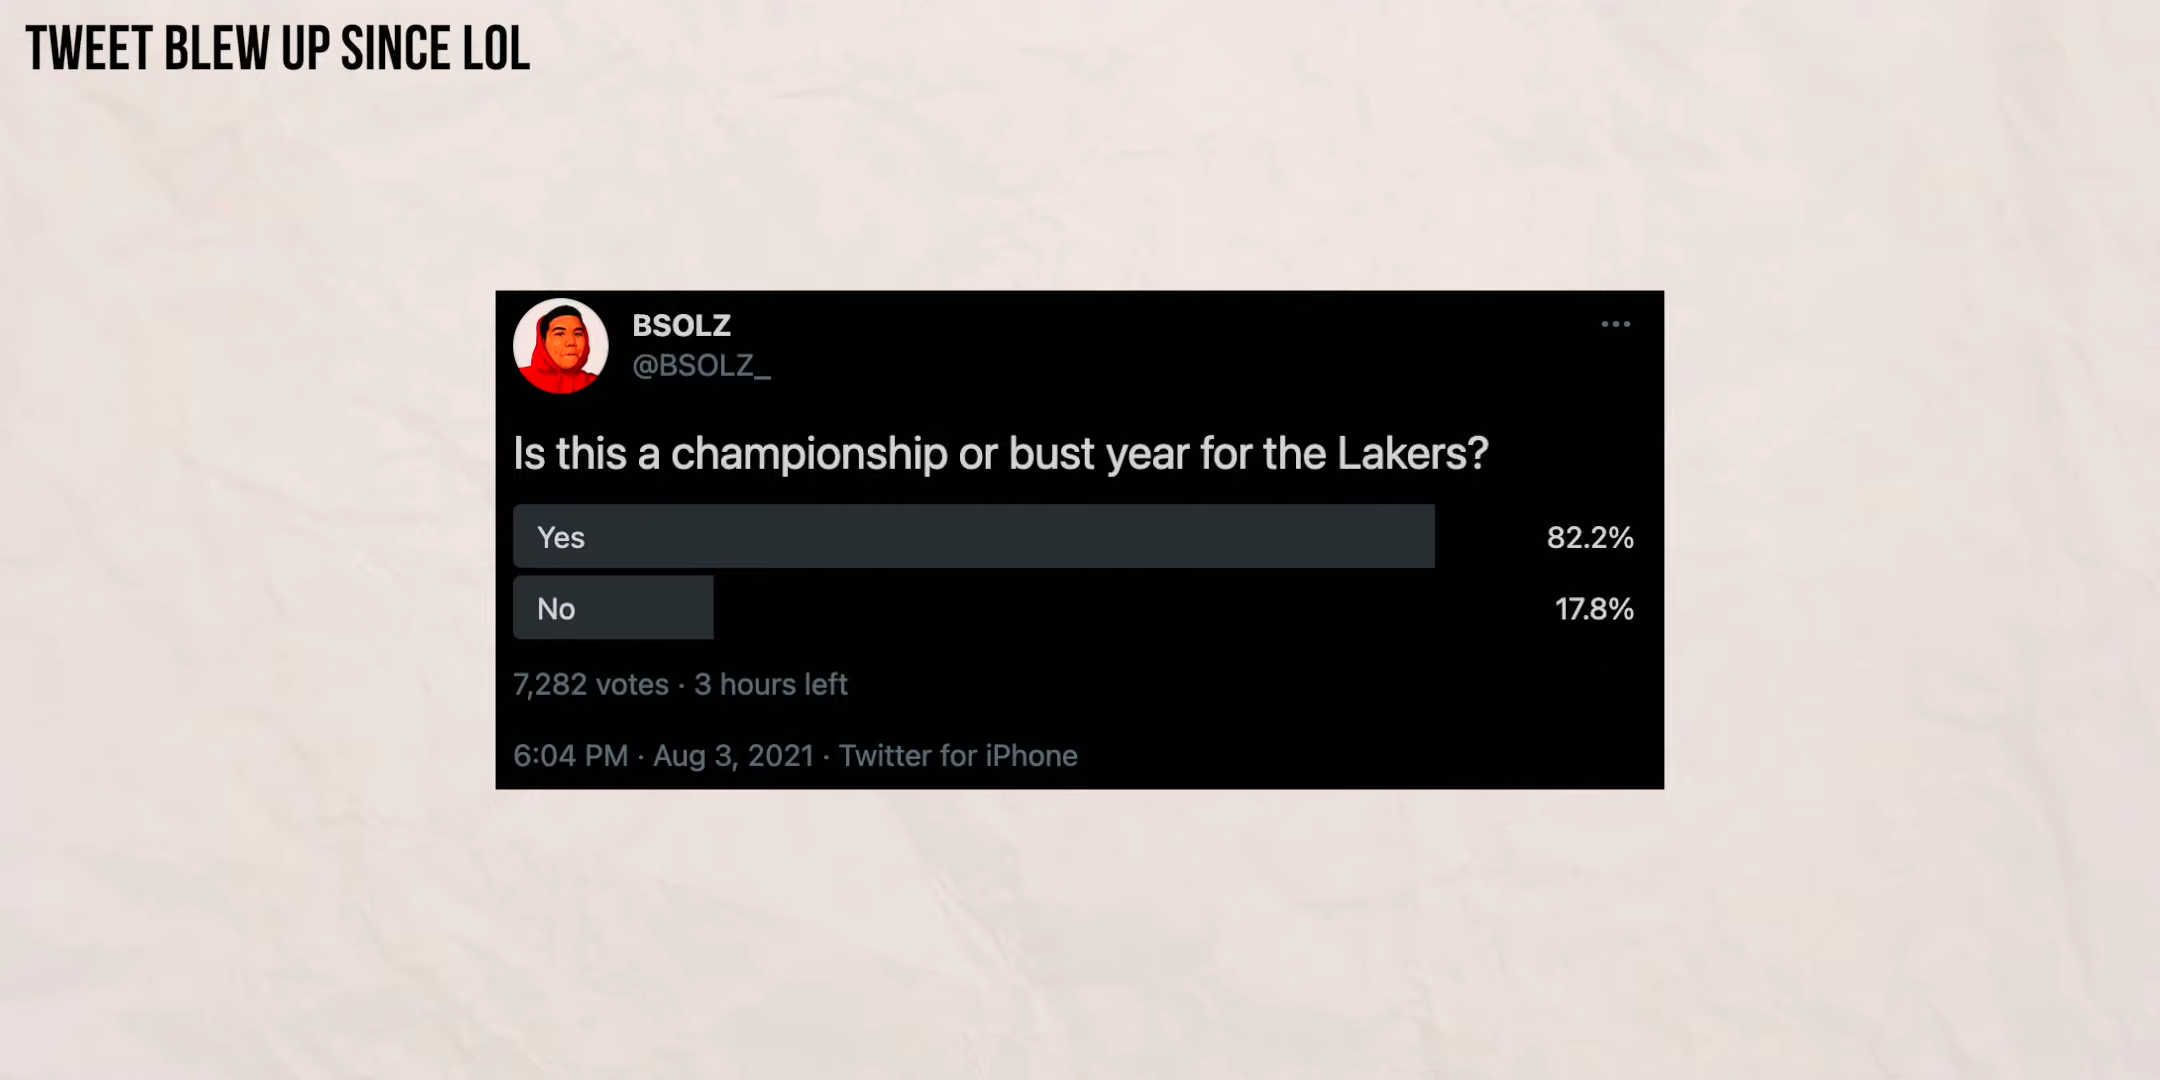 TWEET BLEW UP SINCE LOL
BSOLZ
@BSOLZ_
Is this a championship or bust year for the Lakers?
Yes 82.2%
No 17.8%
7,282 votes · 3 hours left
6:04 PM · Aug 3, 2021 · Twitter for iPhone